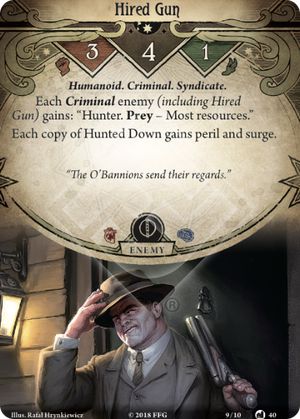 Hired Gun
3 4 1
Humanoid. Criminal. Syndicate.
Each Criminal enemy (including Hired
Gun) gains: “Hunter. Prey – Most resources.”
Each copy of Hunted Down gains peril and surge.
“The O’Bannions send their regards.”
ENEMY
®
Illus. Rafał Hrynkiewicz © 2018 FFG 9/10 40